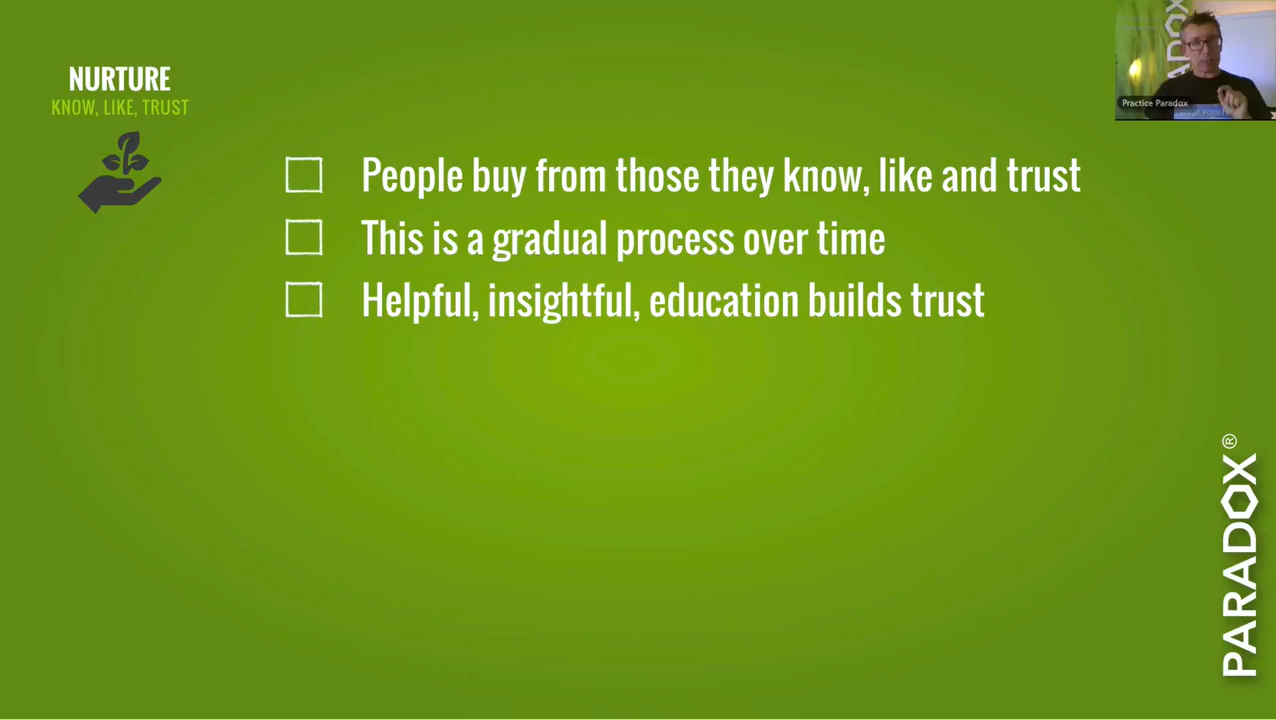 NURTURE
KNOW, LIKE, TRUST
People buy from those they know, like and trust
This is a gradual process over time
Helpful, insightful, education builds trust
Practice Paradox
PARADOX®